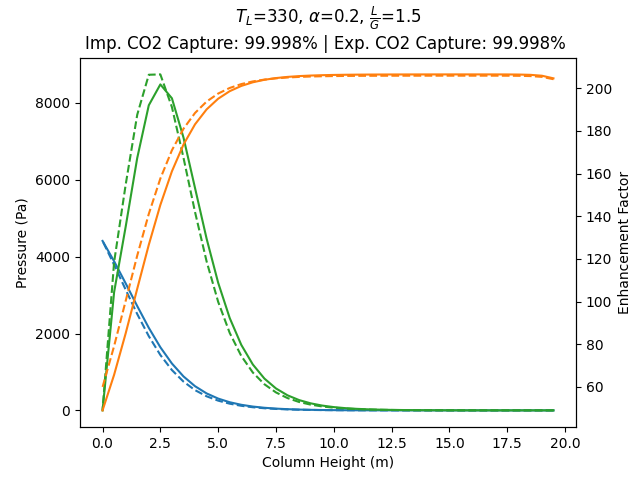 $T_L$=330, $\alpha$=0.2, $\frac{L}{G}$=1.5
Imp. CO2 Capture: 99.998% | Exp. CO2 Capture: 99.998%
Pressure (Pa)
8000
6000
4000
2000
0
0.0 2.5 5.0 7.5 10.0 12.5 15.0 17.5 20.0
Column Height (m)
200
180
160
140
120
100
80
60
Enhancement Factor